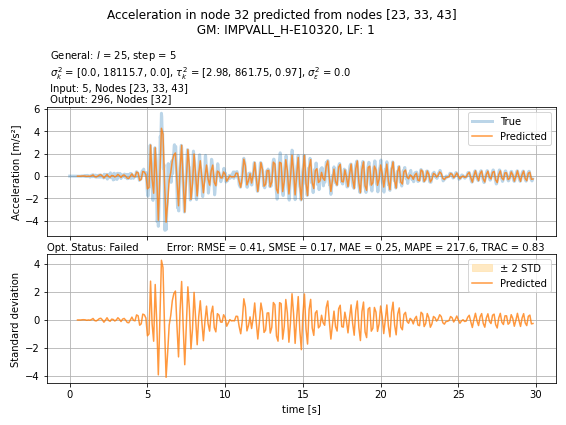 Acceleration in node 32 predicted from nodes [23, 33, 43]
GM: IMPVALL_H-E10320, LF: 1
General: l = 25, step = 5
σ²ₖ = [0.0, 18115.7, 0.0], τ²ₖ = [2.98, 861.75, 0.97], σ²ε = 0.0
Input: 5, Nodes [23, 33, 43]
Output: 296, Nodes [32]
Acceleration [m/s²]
6
4
2
0
−2
−4
True
Predicted
Opt. Status: Failed
Error: RMSE = 0.41, SMSE = 0.17, MAE = 0.25, MAPE = 217.6, TRAC = 0.83
Standard deviation
4
2
0
−2
−4
± 2 STD
Predicted
0 5 10 15 20 25 30
time [s]